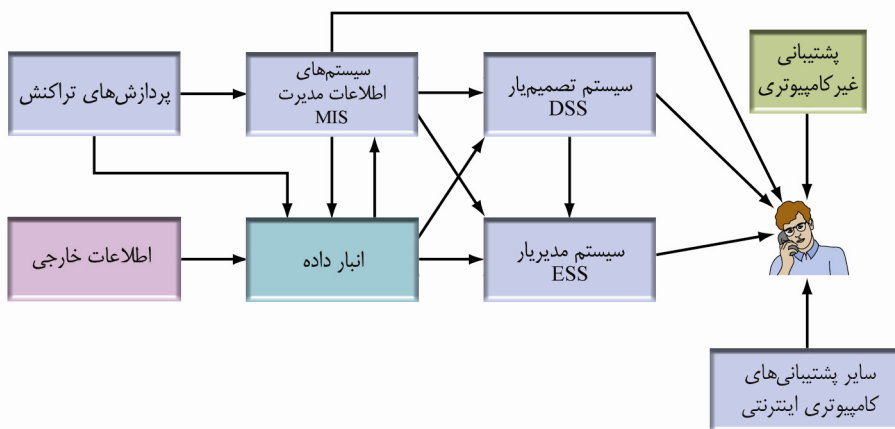 پردازش‌های تراکنش
سیستم‌های
اطلاعات مدیرت
MIS
سیستم تصمیم‌یار
DSS
پشتیبانی
غیرکامپیوتری
اطلاعات خارجی
انبار داده
سیستم مدیریار
ESS
سایر پشتیبانی‌های
کامپیوتری اینترنتی